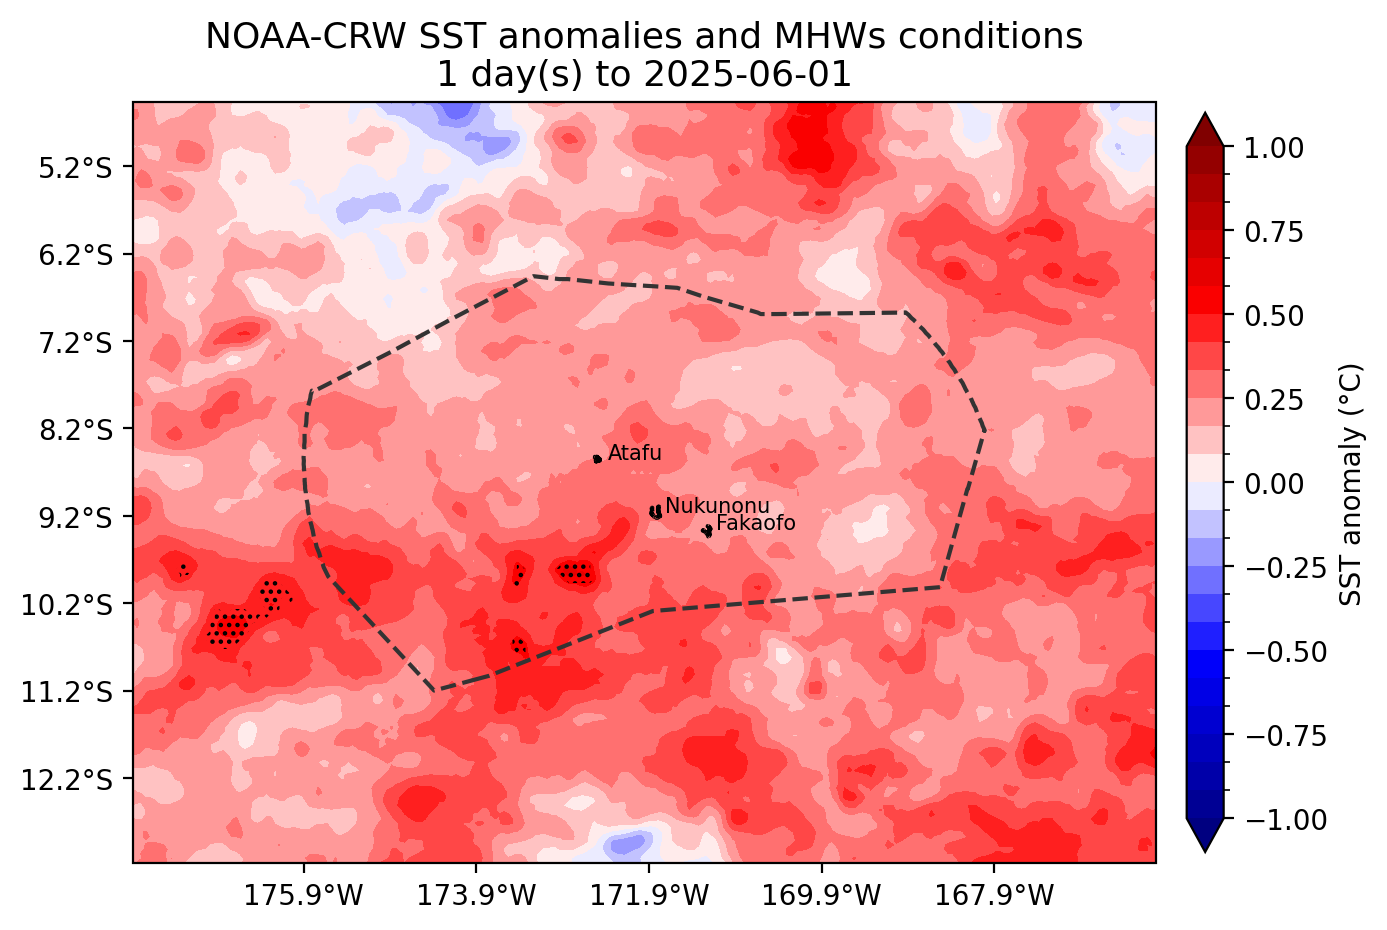 NOAA-CRW SST anomalies and MHWs conditions
1 day(s) to 2025-06-01
5.2°S
6.2°S
7.2°S
8.2°S
9.2°S
10.2°S
11.2°S
12.2°S
Atafu
Nukunonu
Fakaofo
175.9°W
173.9°W
171.9°W
169.9°W
167.9°W
1.00
0.75
0.50
0.25
0.00
−0.25
−0.50
−0.75
−1.00
SST anomaly (°C)